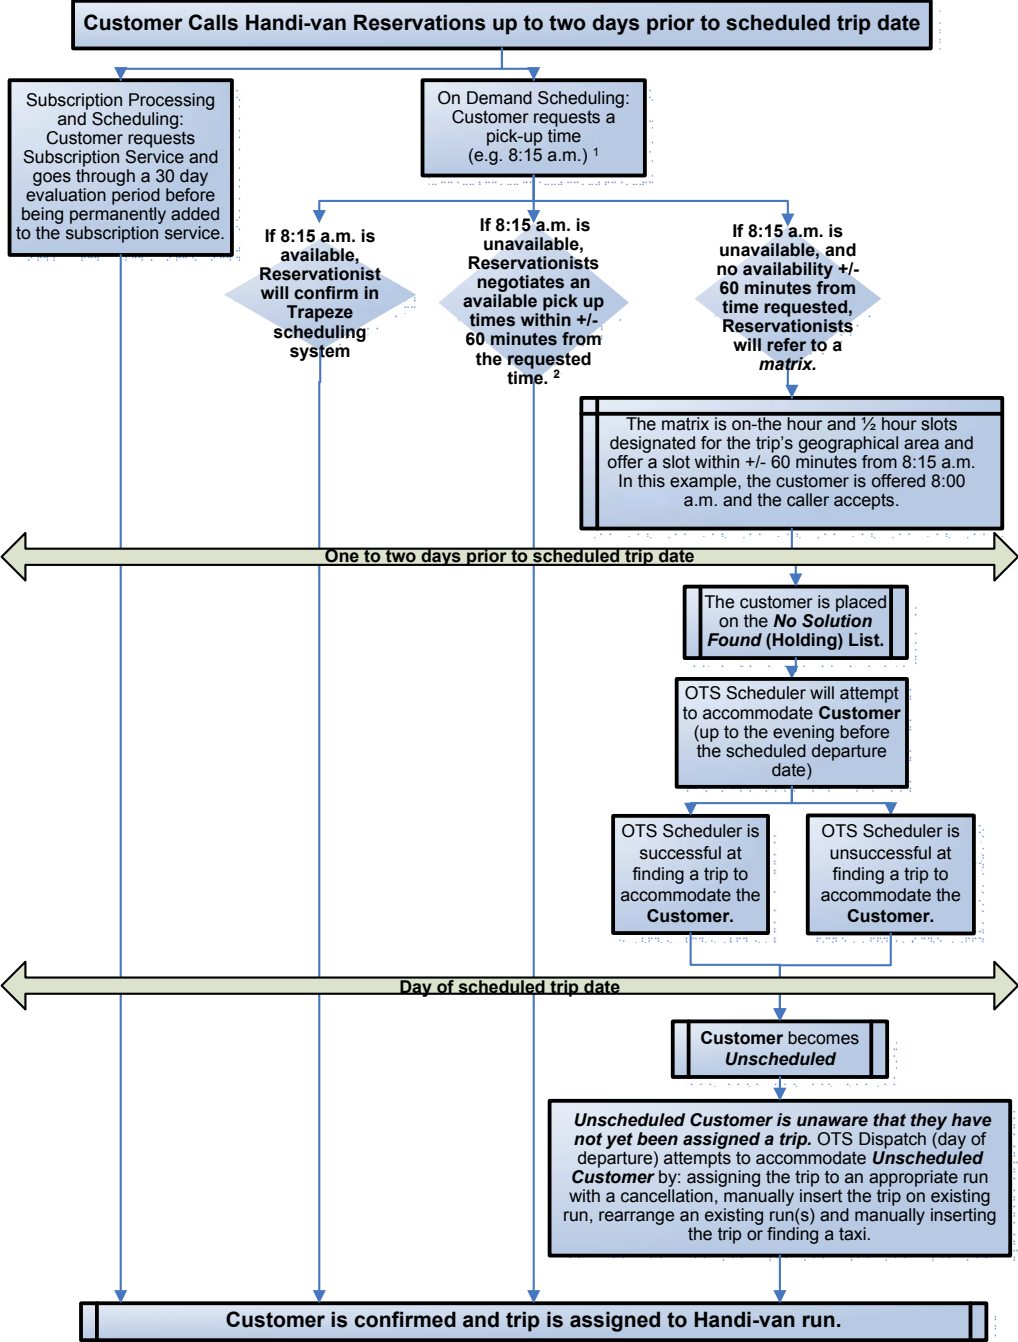 Customer Calls Handi-van Reservations up to two days prior to scheduled trip date
Subscription Processing
and Scheduling:
Customer requests
Subscription Service and
goes through a 30 day
evaluation period before
being permanently added
to the subscription service.
On Demand Scheduling:
Customer requests a
pick-up time
(e.g. 8:15 a.m.) 1
If 8:15 a.m. is
available,
Reservationist
will confirm in
Trapeze
scheduling
system
If 8:15 a.m. is
unavailable,
Reservationists
negotiates an
available pick up
times within +/-
60 minutes from
the requested
time. 2
If 8:15 a.m. is
unavailable, and
no availability +/-
60 minutes from
time requested,
Reservationists
will refer to a
matrix.
The matrix is on-the hour and ½ hour slots
designated for the trip's geographical area and
offer a slot within +/- 60 minutes from 8:15 a.m.
In this example, the customer is offered 8:00
a.m. and the caller accepts.
One to two days prior to scheduled trip date
The customer is placed
on the No Solution
Found (Holding) List.
OTS Scheduler will attempt
to accommodate Customer
(up to the evening before
the scheduled departure
date)
OTS Scheduler is
successful at
finding a trip to
accommodate the
Customer.
OTS Scheduler is
unsuccessful at
finding a trip to
accommodate the
Customer.
Day of scheduled trip date
Customer becomes
Unscheduled
Unscheduled Customer is unaware that they have
not yet been assigned a trip. OTS Dispatch (day of
departure) attempts to accommodate Unscheduled
Customer by: assigning the trip to an appropriate run
with a cancellation, manually insert the trip on existing
run, rearrange an existing run(s) and manually inserting
the trip or finding a taxi.
Customer is confirmed and trip is assigned to Handi-van run.